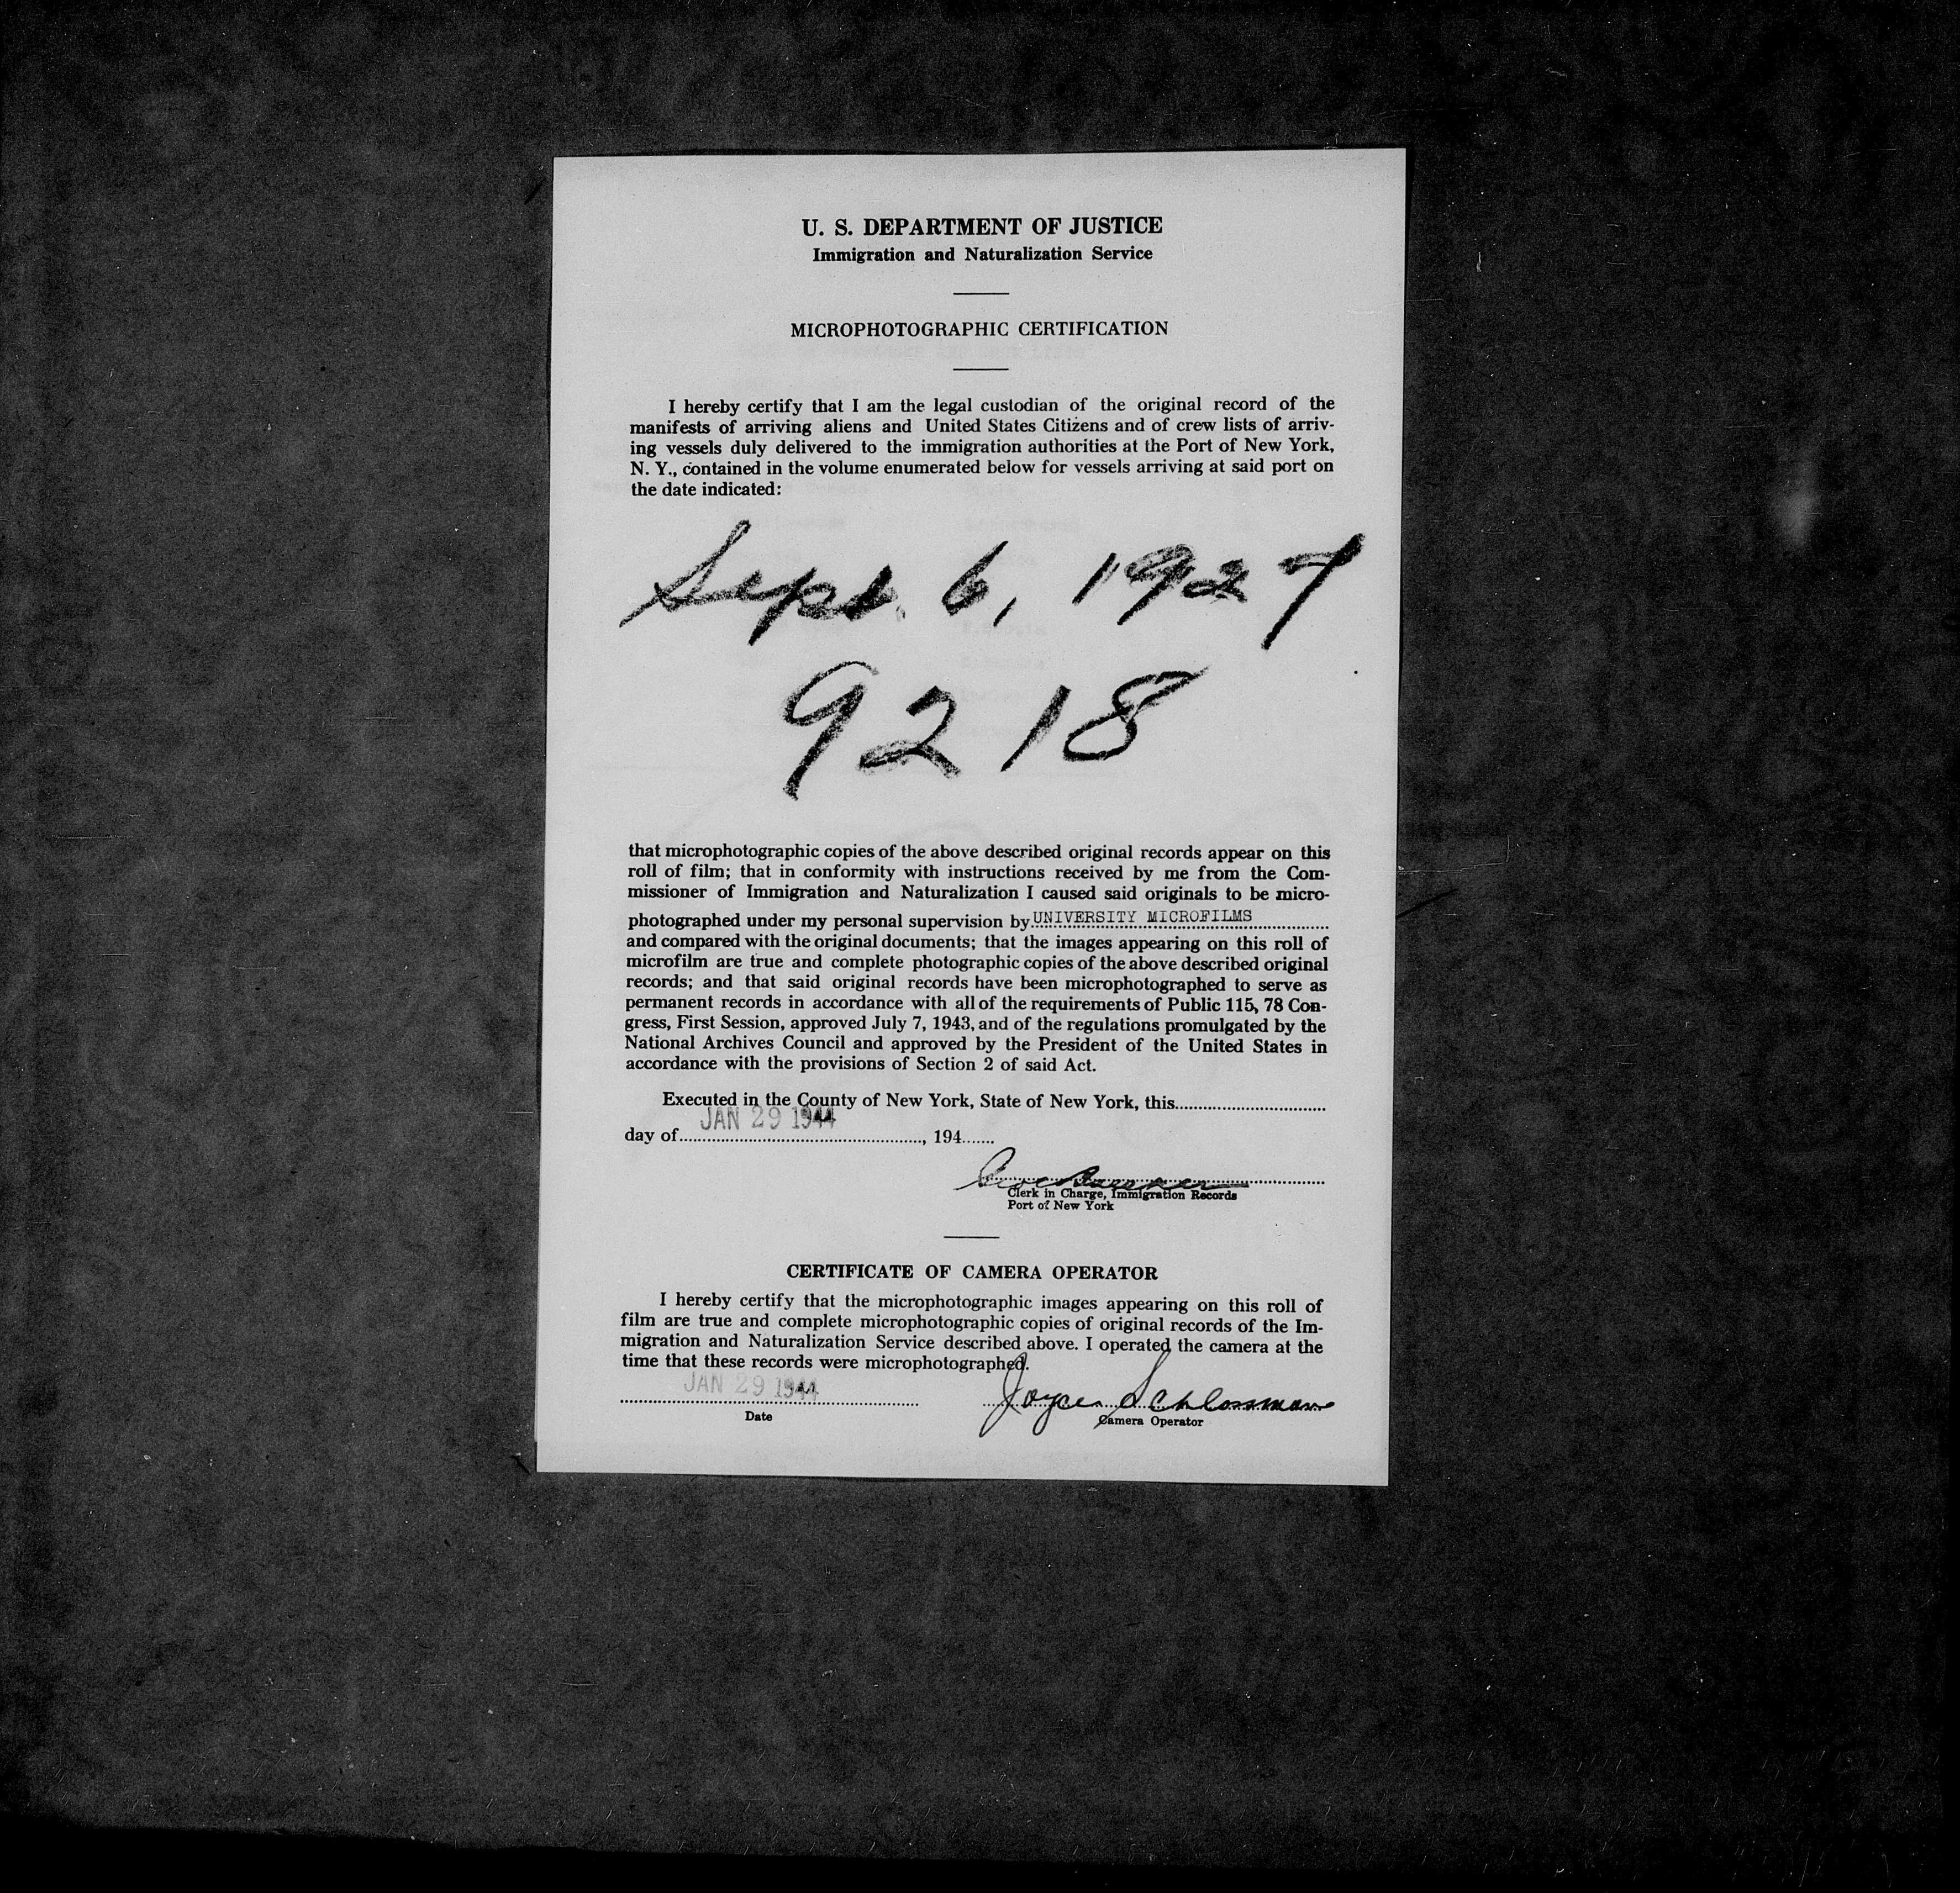 U. S. DEPARTMENT OF JUSTICE
Immigration and Naturalization Service
MICROPHOTOGRAPHIC CERTIFICATION
I hereby certify that I am the legal custodian of the original record of the
manifests of arriving aliens and United States Citizens and of crew lists of arriv-
ing vessels duly delivered to the immigration authorities at the Port of New York,
N. Y., contained in the volume enumerated below for vessels arriving at said port on
the date indicated:
Sept. 6, 1927
9218
that microphotographic copies of the above described original records appear on this
roll of film; that in conformity with instructions received by me from the Com-
missioner of Immigration and Naturalization I caused said originals to be micro-
photographed under my personal supervision by UNIVERSITY MICROFILMS
and compared with the original documents; that the images appearing on this roll of
microfilm are true and complete photographic copies of the above described original
records; and that said original records have been microphotographed to serve as
permanent records in accordance with all of the requirements of Public 115, 78 Con-
gress, First Session, approved July 7, 1943, and of the regulations promulgated by the
National Archives Council and approved by the President of the United States in
accordance with the provisions of Section 2 of said Act.
Executed in the County of New York, State of New York, this
JAN 29 1944
day of , 194
Clerk in Charge, Immigration Records
Port of New York
CERTIFICATE OF CAMERA OPERATOR
I hereby certify that the microphotographic images appearing on this roll of
film are true and complete microphotographic copies of original records of the Im-
migration and Naturalization Service described above. I operated the camera at the
time that these records were microphotographed.
JAN 29 1944 Joyce Schlossman
Date Camera Operator